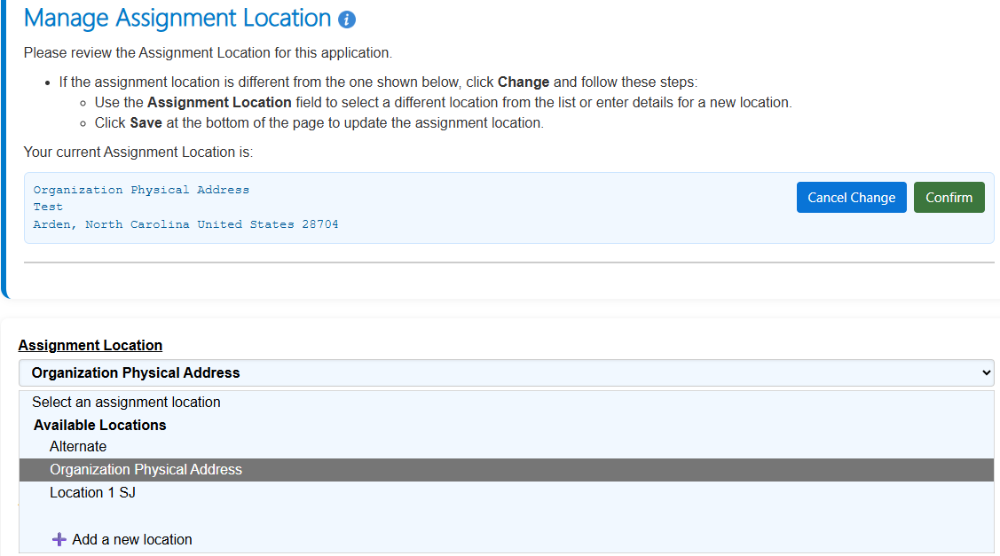 Manage Assignment Location
Please review the Assignment Location for this application.
If the assignment location is different from the one shown below, click Change and follow these steps:
Use the Assignment Location field to select a different location from the list or enter details for a new location.
Click Save at the bottom of the page to update the assignment location.
Your current Assignment Location is:
Organization Physical Address
Test
Arden, North Carolina United States 28704
Cancel Change
Confirm
Assignment Location
Organization Physical Address
Select an assignment location
Available Locations
Alternate
Organization Physical Address
Location 1 SJ
Add a new location